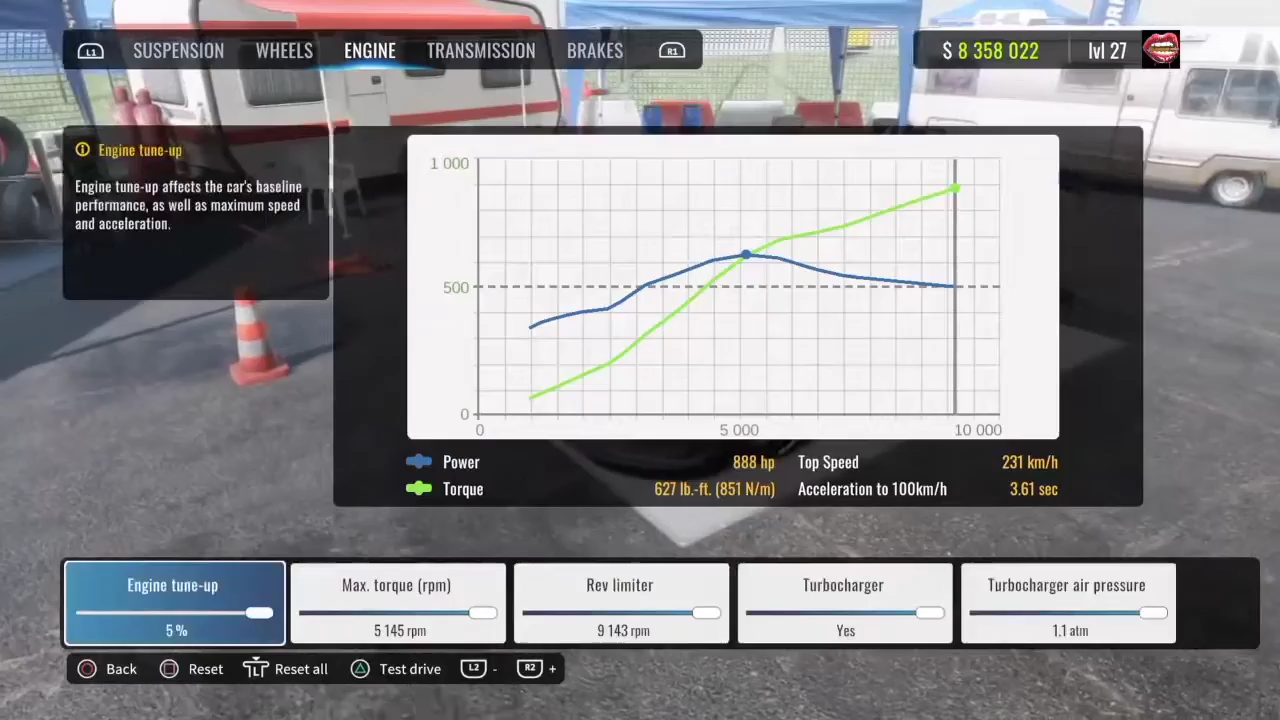 L1 SUSPENSION WHEELS ENGINE TRANSMISSION BRAKES R1
$ 8 358 022 lvl 27
Engine tune-up
Engine tune-up affects the car's baseline
performance, as well as maximum speed
and acceleration.
1 000
500
0
0 5 000 10 000
Power 888 hp Top Speed 231 km/h
Torque 627 lb.-ft. (851 N/m) Acceleration to 100km/h 3.61 sec
Engine tune-up
5 %
Max. torque (rpm)
5 145 rpm
Rev limiter
9 143 rpm
Turbocharger
Yes
Turbocharger air pressure
1.1 atm
Back Reset Reset all Test drive L2 - R2 +